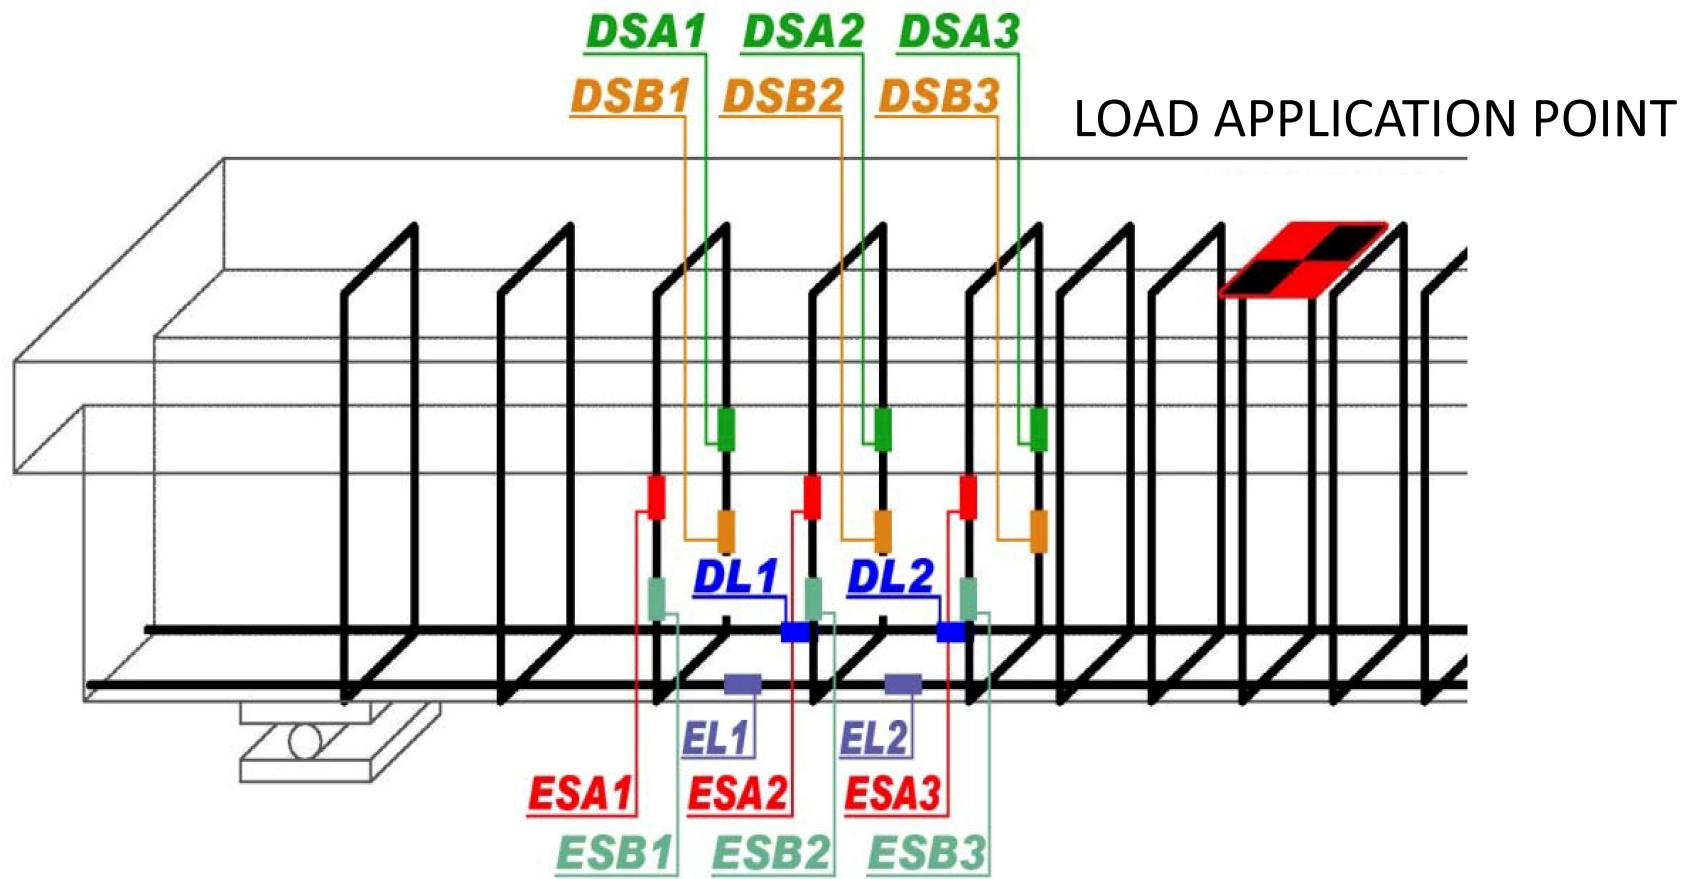 DSA1 DSA2 DSA3
DSB1 DSB2 DSB3
LOAD APPLICATION POINT
DL1 DL2
EL1 EL2
ESA1 ESA2 ESA3
ESB1 ESB2 ESB3